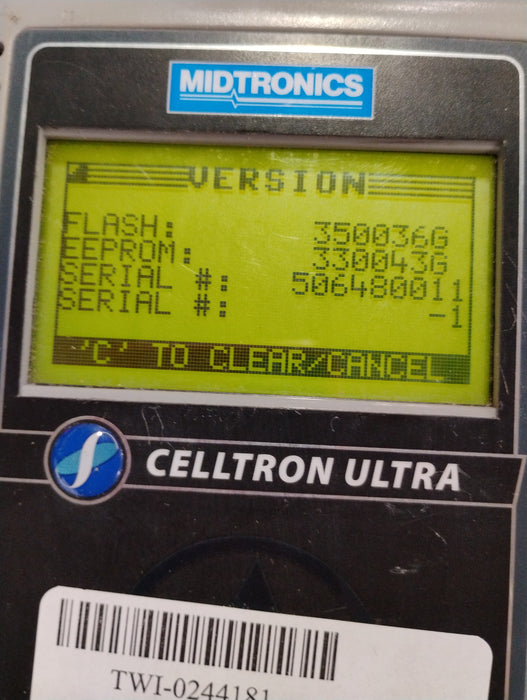 MIDTRONICS
VERSION
FLASH: 350036G
EEPROM: 330043G
SERIAL #: 506480011
SERIAL #: -1
'C' TO CLEAR/CANCEL
CELLTRON ULTRA
TWI-0244181